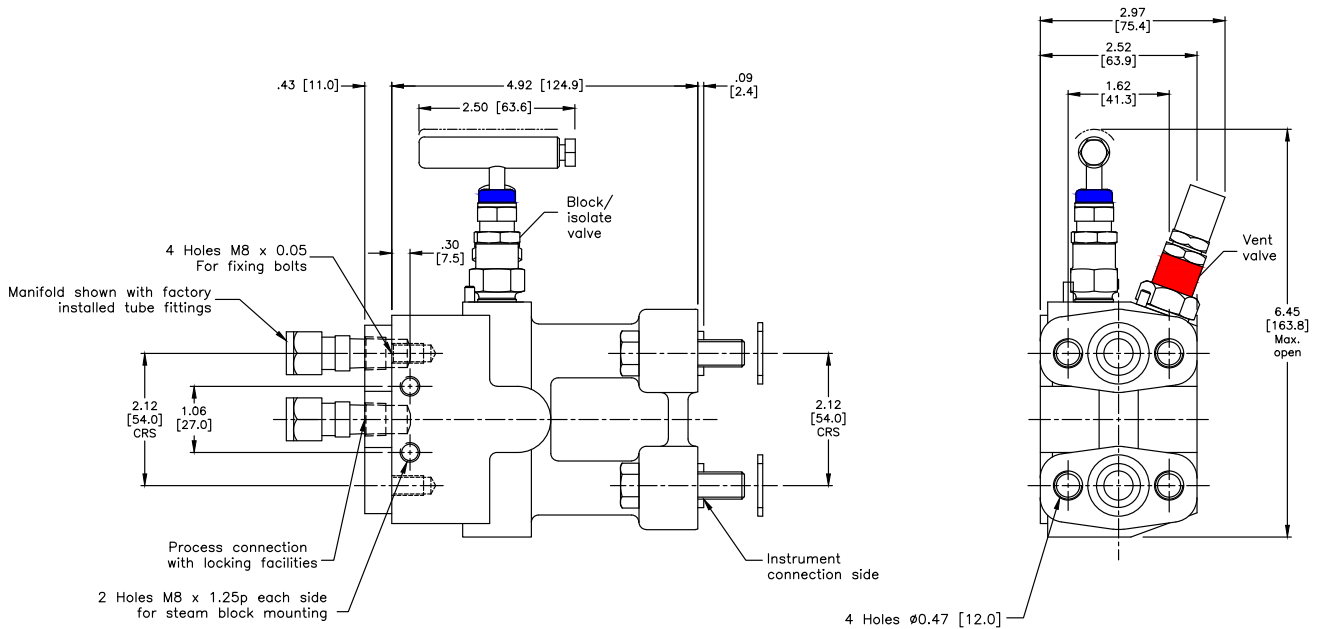 .43 [11.0]
4.92 [124.9]
.09
[2.4]
2.50 [63.6]
Block/
isolate
valve
.30
[7.5]
4 Holes M8 x 0.05
For fixing bolts
Manifold shown with factory
installed tube fittings
2.12
[54.0]
CRS
1.06
[27.0]
2.12
[54.0]
CRS
Process connection
with locking facilities
2 Holes M8 x 1.25p each side
for steam block mounting
Instrument
connection side
2.97
[75.4]
2.52
[63.9]
1.62
[41.3]
Vent
valve
6.45
[163.8]
Max.
open
4 Holes ø0.47 [12.0]